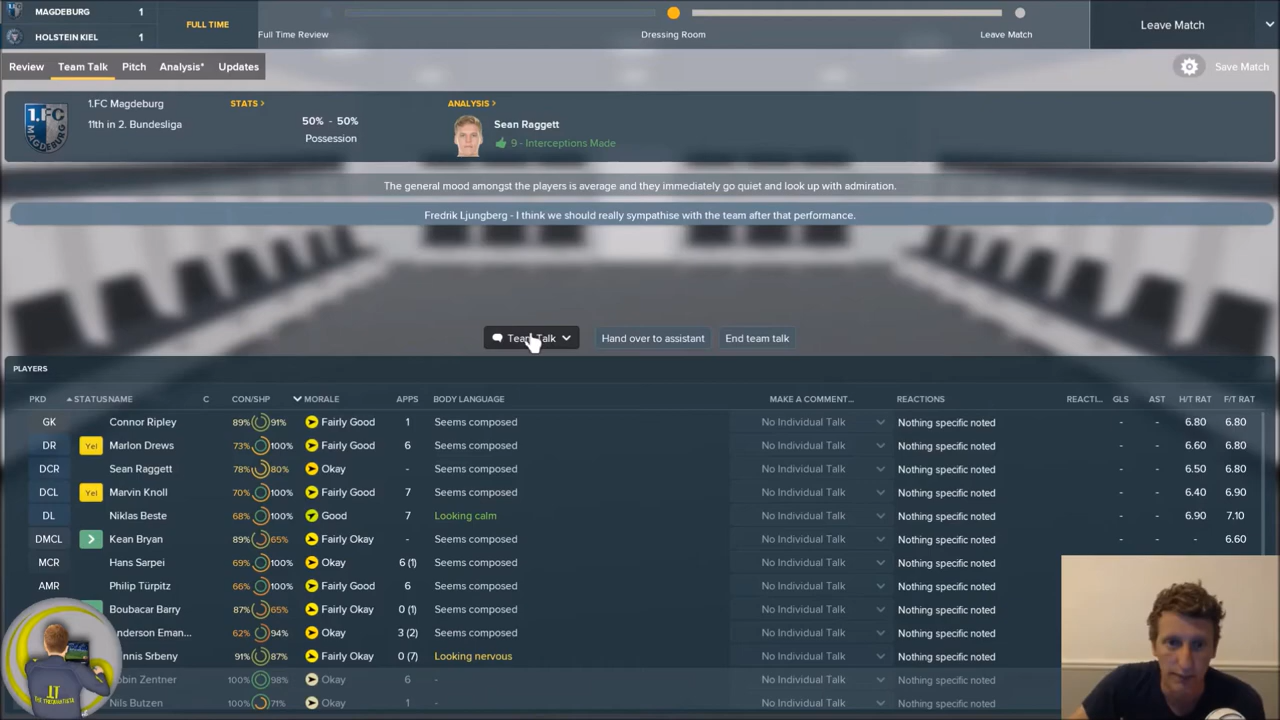 MAGDEBURG 1
HOLSTEIN KIEL 1
FULL TIME
Full Time Review
Dressing Room
Leave Match
Leave Match
Review Team Talk Pitch Analysis* Updates
Save Match
1.FC MAGDEBURG
1.FC Magdeburg
11th in 2. Bundesliga
STATS >
50% - 50%
Possession
ANALYSIS >
Sean Raggett
9 - Interceptions Made
The general mood amongst the players is average and they immediately go quiet and look up with admiration.
Fredrik Ljungberg - I think we should really sympathise with the team after that performance.
Team Talk Hand over to assistant End team talk
PLAYERS
PKD STATUS NAME C CON/SHP MORALE APPS BODY LANGUAGE MAKE A COMMENT... REACTIONS REACTI... GLS AST H/T RAT F/T RAT
GK Connor Ripley 89% 91% Fairly Good 1 Seems composed No Individual Talk Nothing specific noted - - 6.80 6.80
DR Yel Marlon Drews 73% 100% Fairly Good 6 Seems composed No Individual Talk Nothing specific noted - - 6.60 6.80
DCR Sean Raggett 78% 80% Okay - Seems composed No Individual Talk Nothing specific noted - - 6.50 6.80
DCL Yel Marvin Knoll 70% 100% Fairly Good 7 Seems composed No Individual Talk Nothing specific noted - - 6.40 6.90
DL Niklas Beste 68% 100% Good 7 Looking calm No Individual Talk Nothing specific noted - - 6.90 7.10
DMCL Kean Bryan 89% 65% Fairly Okay - Seems composed No Individual Talk Nothing specific noted - - - 6.60
MCR Hans Sarpei 69% 100% Okay 6 (1) Seems composed No Individual Talk Nothing specific noted
AMR Philip Türpitz 66% 100% Fairly Good 6 Seems composed No Individual Talk Nothing specific noted
Boubacar Barry 87% 65% Fairly Okay 0 (1) Seems composed No Individual Talk Nothing specific noted
nderson Eman... 62% 94% Okay 3 (2) Seems composed No Individual Talk Nothing specific noted
nnis Srbeny 91% 87% Fairly Okay 0 (7) Looking nervous No Individual Talk Nothing specific noted
obin Zentner 100% 98% Okay 6 - No Individual Talk Nothing specific noted
Nils Butzen 100% 71% Okay 1 - No Individual Talk Nothing specific noted